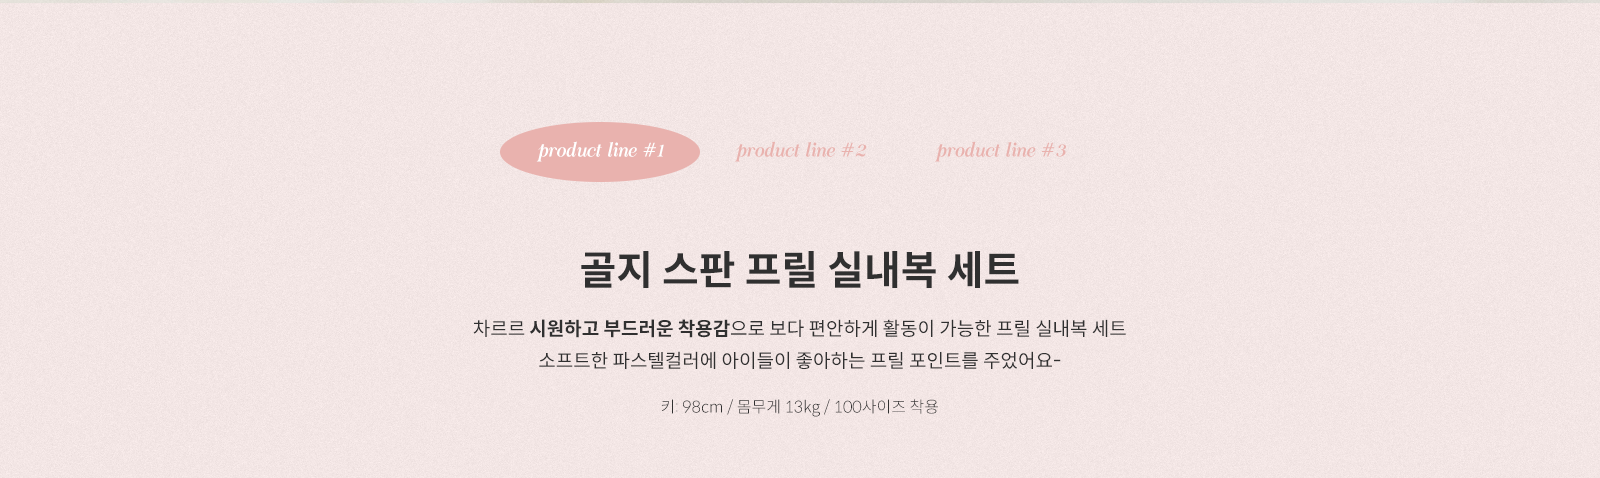 product line #1 product line #2 product line #3
골지 스판 프릴 실내복 세트
차르르 시원하고 부드러운 착용감으로 보다 편안하게 활동이 가능한 프릴 실내복 세트
소프트한 파스텔컬러에 아이들이 좋아하는 프릴 포인트를 주었어요-
키: 98cm / 몸무게 13kg / 100사이즈 착용